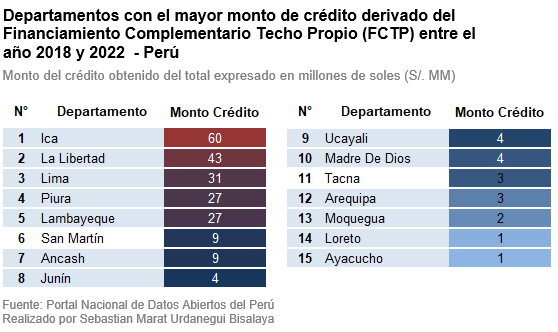 Departamentos con el mayor monto de crédito derivado del
Financiamiento Complementario Techo Propio (FCTP) entre el
año 2018 y 2022 - Perú
Monto del crédito obtenido del total expresado en millones de soles (S/. MM)
N° Departamento Monto Crédito
1 Ica 60
2 La Libertad 43
3 Lima 31
4 Piura 27
5 Lambayeque 27
6 San Martín 9
7 Ancash 9
8 Junín 4
N° Departamento Monto Crédito
9 Ucayali 4
10 Madre De Dios 4
11 Tacna 3
12 Arequipa 3
13 Moquegua 2
14 Loreto 1
15 Ayacucho 1
Fuente: Portal Nacional de Datos Abiertos del Perú
Realizado por Sebastian Marat Urdanegui Bisalaya